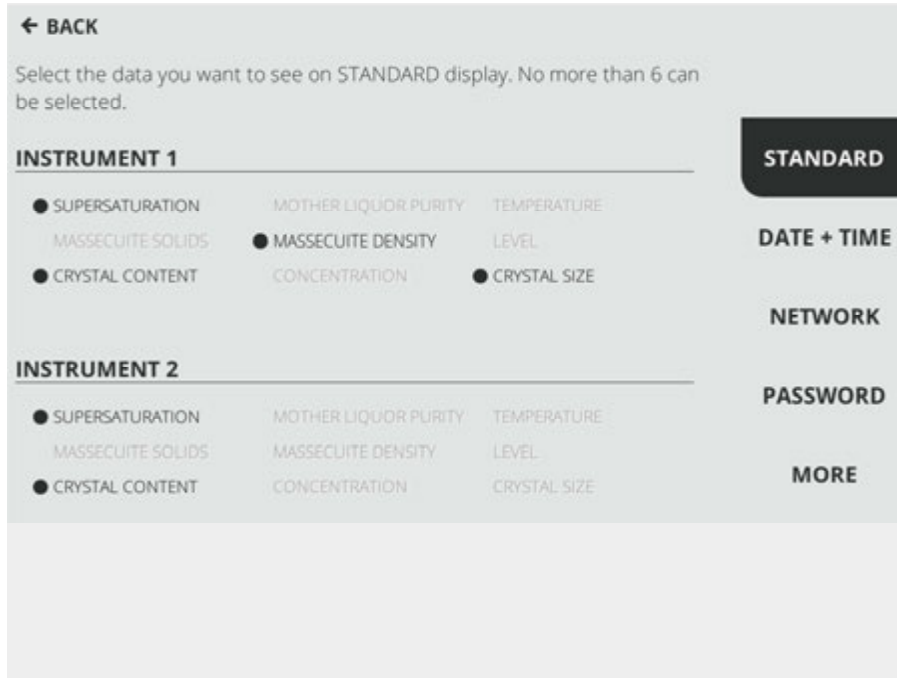 ← BACK
Select the data you want to see on STANDARD display. No more than 6 can
be selected.
INSTRUMENT 1
SUPERSATURATION MOTHER LIQUOR PURITY TEMPERATURE
MASSECUITE SOLIDS MASSECUITE DENSITY LEVEL
CRYSTAL CONTENT CONCENTRATION CRYSTAL SIZE
INSTRUMENT 2
SUPERSATURATION MOTHER LIQUOR PURITY TEMPERATURE
MASSECUITE SOLIDS MASSECUITE DENSITY LEVEL
CRYSTAL CONTENT CONCENTRATION CRYSTAL SIZE
STANDARD
DATE + TIME
NETWORK
PASSWORD
MORE